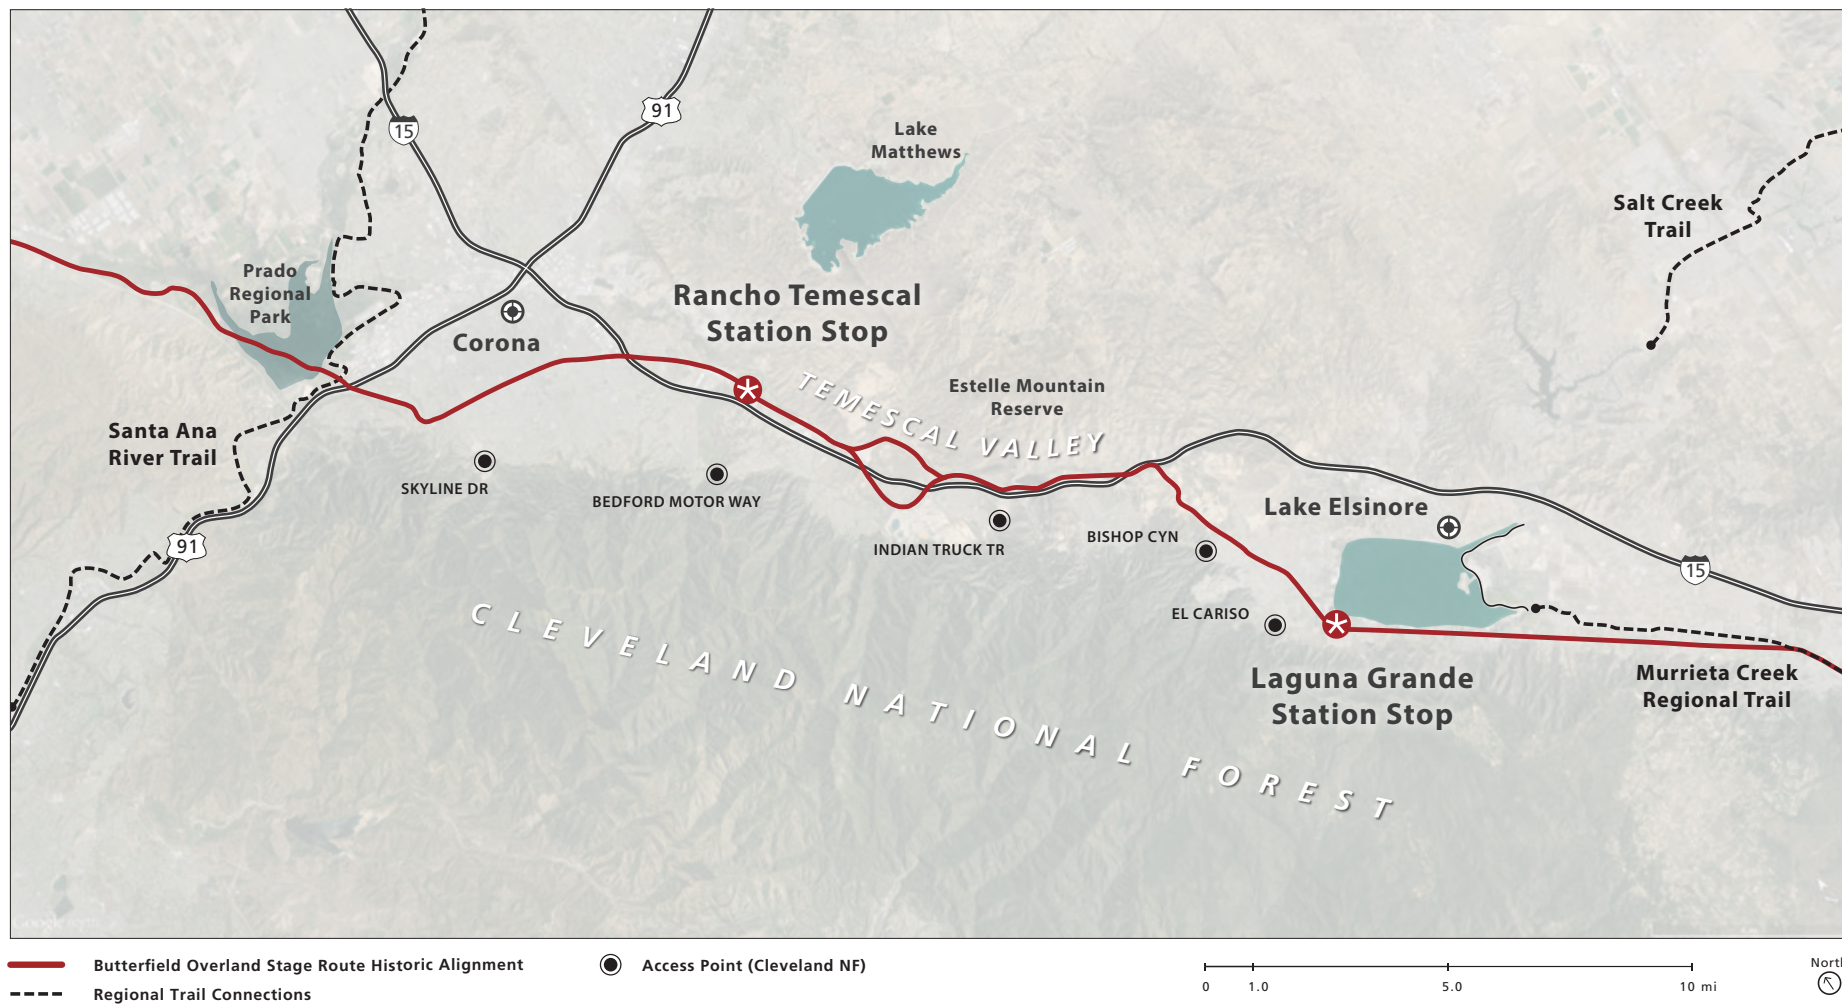 15
91
Lake
Matthews
Salt Creek
Trail
Prado
Regional
Park
Rancho Temescal
Station Stop
Corona
TEMESCAL VALLEY
Estelle Mountain
Reserve
Santa Ana
River Trail
SKYLINE DR
BEDFORD MOTOR WAY
INDIAN TRUCK TR
BISHOP CYN
Lake Elsinore
91
15
EL CARISO
CLEVELAND NATIONAL FOREST
Laguna Grande
Station Stop
Murrieta Creek
Regional Trail
Butterfield Overland Stage Route Historic Alignment
Access Point (Cleveland NF)
Regional Trail Connections
0 1.0 5.0 10 mi
North